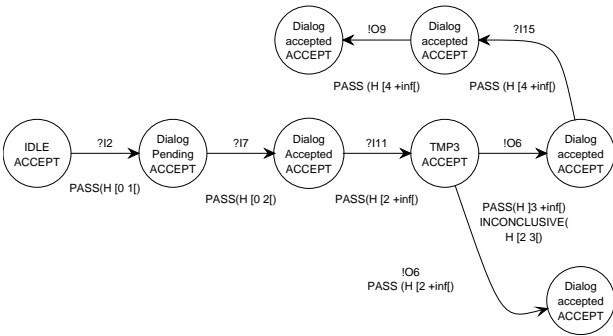 !O9
?I15
Dialog
accepted
ACCEPT
Dialog
accepted
ACCEPT
PASS (H [4 +inf[)
PASS (H [4 +inf[)
IDLE
ACCEPT
?I2
Dialog
Pending
ACCEPT
?I7
Dialog
Accepted
ACCEPT
?I11
TMP3
ACCEPT
!O6
Dialog
accepted
ACCEPT
PASS(H [0 1[)
PASS(H [0 2[)
PASS(H [2 +inf[)
PASS(H ]3 +inf[)
INCONCLUSIVE(
H [2 3[)
!O6
PASS (H [2 +inf[)
Dialog
accepted
ACCEPT